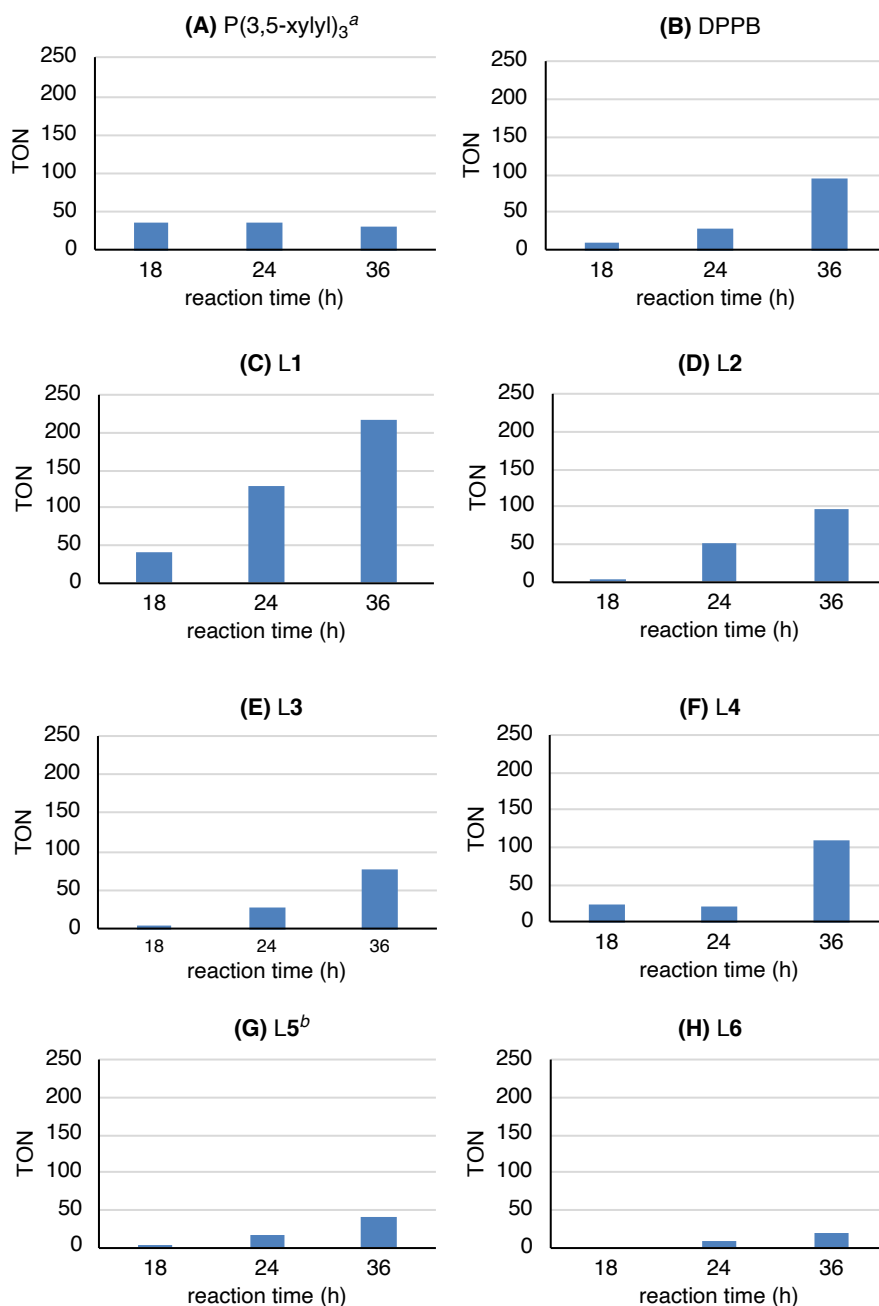 (A) P(3,5-xylyl)3a
250
200
150
100
50
0
TON
18 24 36
reaction time (h)
(B) DPPB
250
200
150
100
50
0
TON
18 24 36
reaction time (h)
(C) L1
250
200
150
100
50
0
TON
18 24 36
reaction time (h)
(D) L2
250
200
150
100
50
0
TON
18 24 36
reaction time (h)
(E) L3
250
200
150
100
50
0
TON
18 24 36
reaction time (h)
(F) L4
250
200
150
100
50
0
TON
18 24 36
reaction time (h)
(G) L5b
250
200
150
100
50
0
TON
18 24 36
reaction time (h)
(H) L6
250
200
150
100
50
0
TON
18 24 36
reaction time (h)